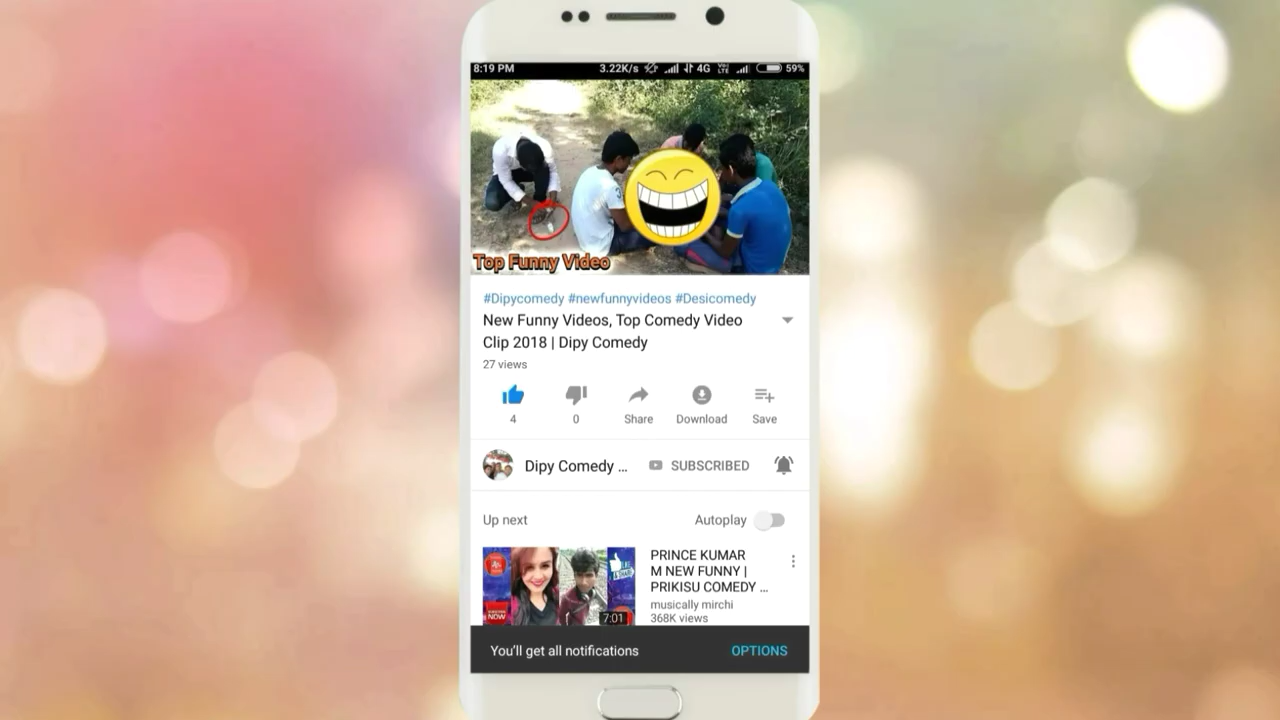 8:19 PM 3.22K/s 4G VoLTE 59%
Top Funny Video
#Dipycomedy #newfunnyvideos #Desicomedy
New Funny Videos, Top Comedy Video
Clip 2018 | Dipy Comedy
27 views
4 0 Share Download Save
Dipy Comedy ... SUBSCRIBED
Up next Autoplay
PRINCE KUMAR
M NEW FUNNY |
PRIKISU COMEDY ...
musically mirchi
368K views
NOW
7:01
You'll get all notifications OPTIONS